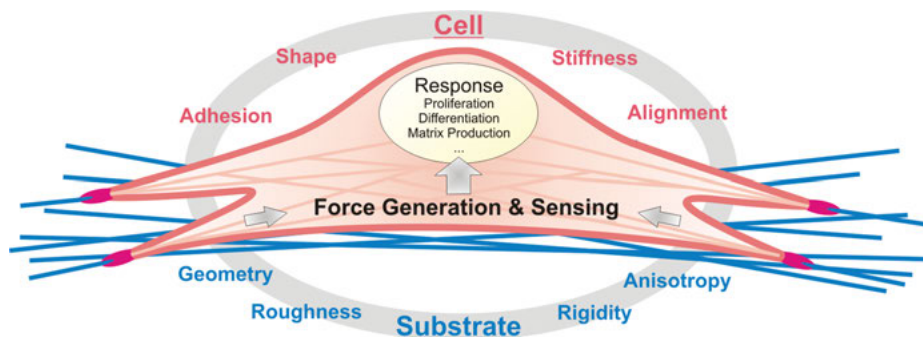 Cell
Shape
Stiffness
Response
Proliferation
Differentiation
Matrix Production
...
Adhesion
Alignment
Force Generation & Sensing
Geometry
Anisotropy
Roughness
Rigidity
Substrate